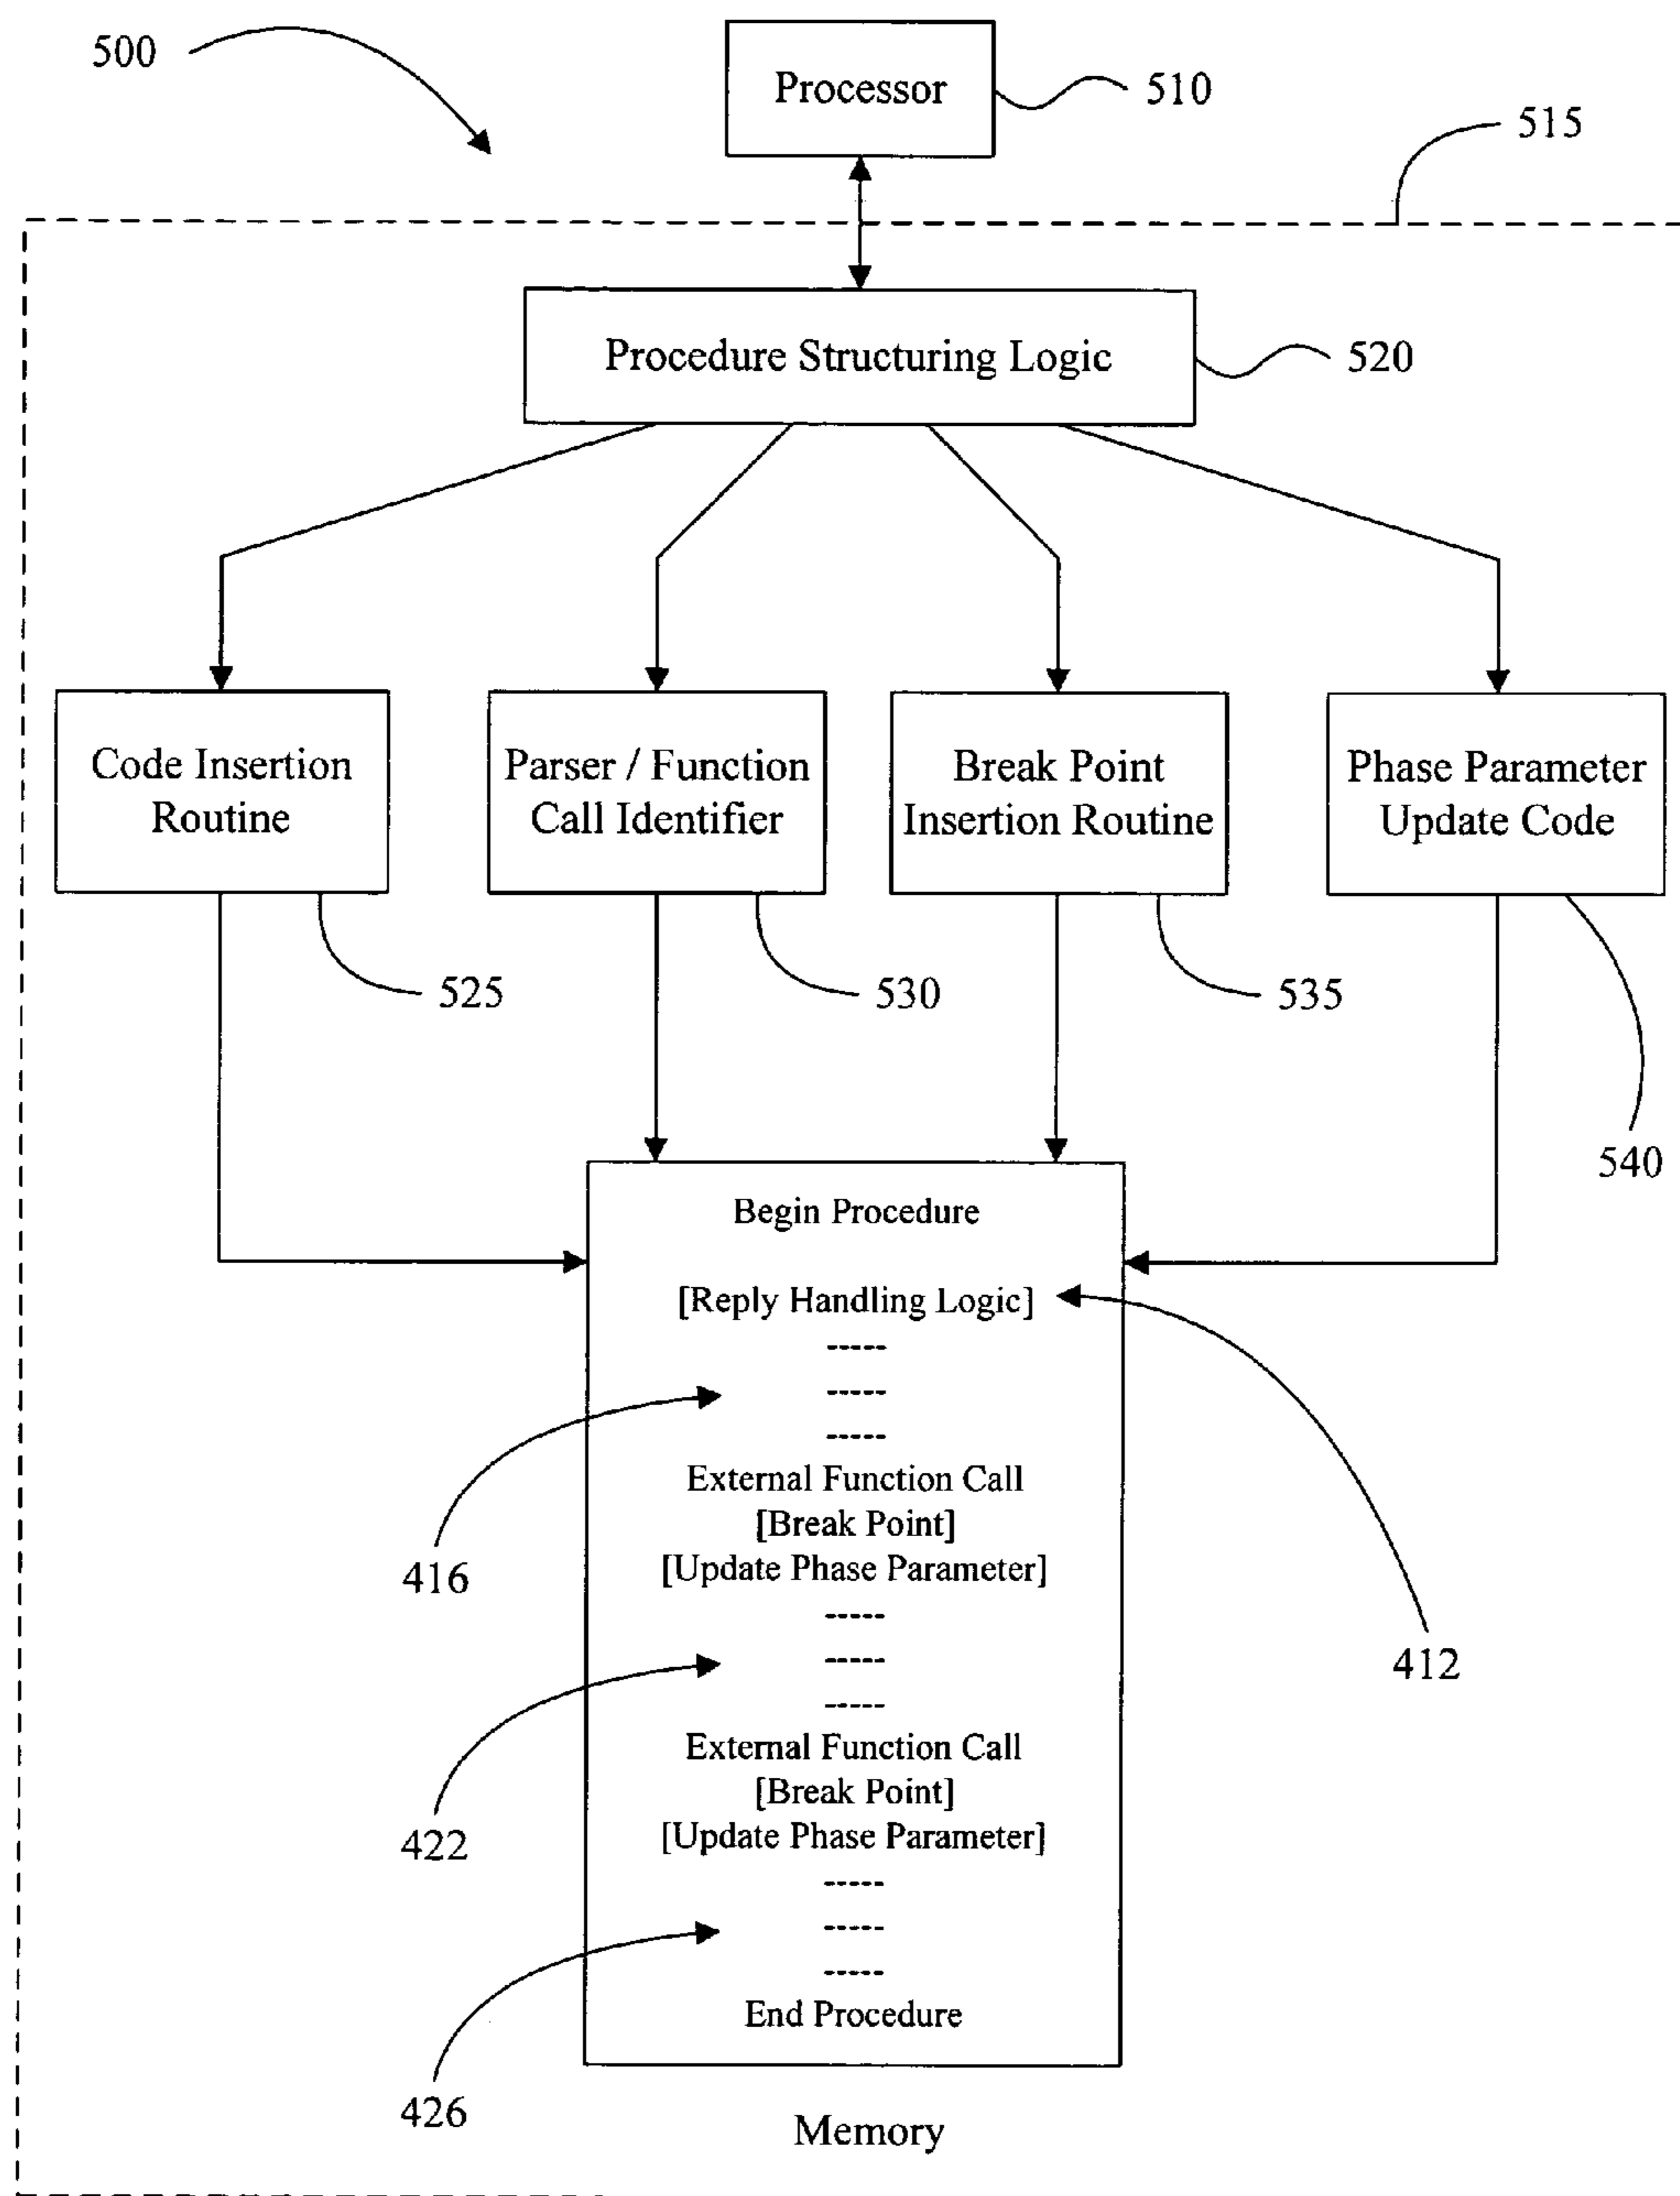 500
Processor
510
515
Procedure Structuring Logic
520
Code Insertion
Routine
Parser / Function
Call Identifier
Break Point
Insertion Routine
Phase Parameter
Update Code
525
530
535
540
Begin Procedure
[Reply Handling Logic]
-----
-----
-----
External Function Call
[Break Point]
[Update Phase Parameter]
416
-----
-----
-----
412
External Function Call
[Break Point]
[Update Phase Parameter]
422
-----
-----
-----
End Procedure
426
Memory